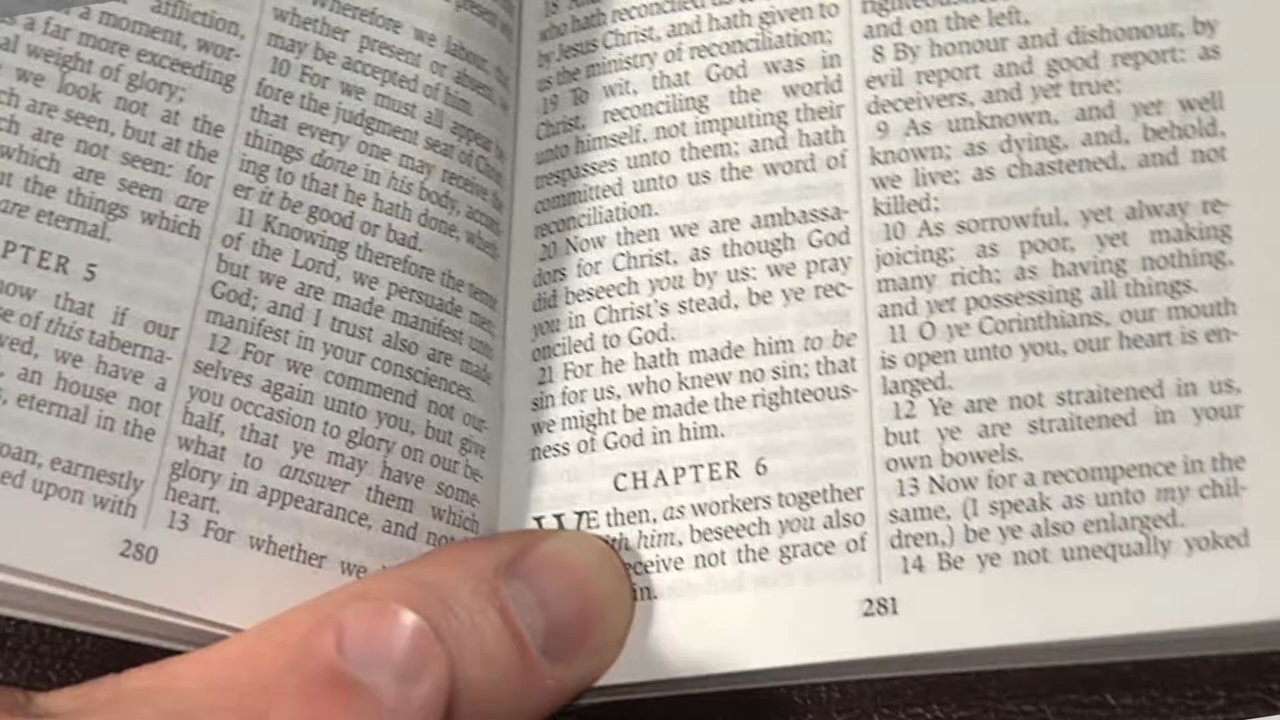 affliction,
a moment, wor-
a far more exceeding
weight of glory;
we look not at the
are seen, but at the
are not seen: for
which are seen are
the things which
are eternal.
5
that if our
of this taberna-
we have a
an house not
eternal in the
earnestly
upon with
280
Wherefore we labour,
whether present or absent,
may be accepted of him.
10 For we must all appear
fore the judgment seat of
that every one may receive the
things done in his body,
ing to that he hath done,
er it be good or bad.
11 Knowing therefore the
of the Lord, we persuade
but we are made manifest unto
God; and I trust also are made
manifest in your consciences.
12 For we commend not our-
selves again unto you, but give
you occasion to glory on our be-
half, that ye may have some-
what to answer them which
glory in appearance, and not
heart.
13 For whether we
who hath reconciled
by Jesus Christ, and hath given to
us the ministry of reconciliation;
19 To wit, that God was in
Christ, reconciling the world
unto himself, not imputing their
trespasses unto them; and hath
committed unto us the word of
reconciliation.
20 Now then we are ambassa-
dors for Christ, as though God
did beseech you by us: we pray
you in Christ's stead, be ye rec-
onciled to God.
21 For he hath made him to be
sin for us, who knew no sin; that
we might be made the righteous-
ness of God in him.
CHAPTER 6
WE then, as workers together
him, beseech you also
not the grace of
in.
and on the left,
8 By honour and dishonour, by
evil report and good report: as
deceivers, and yet true;
9 As unknown, and yet well
known; as dying, and, behold,
we live; as chastened, and not
killed;
10 As sorrowful, yet alway re-
joicing; as poor, yet making
many rich; as having nothing,
and yet possessing all things.
11 O ye Corinthians, our mouth
is open unto you, our heart is en-
larged.
12 Ye are not straitened in us,
but ye are straitened in your
own bowels.
13 Now for a recompence in the
same, (I speak as unto my chil-
dren,) be ye also enlarged.
14 Be ye not unequally yoked
281